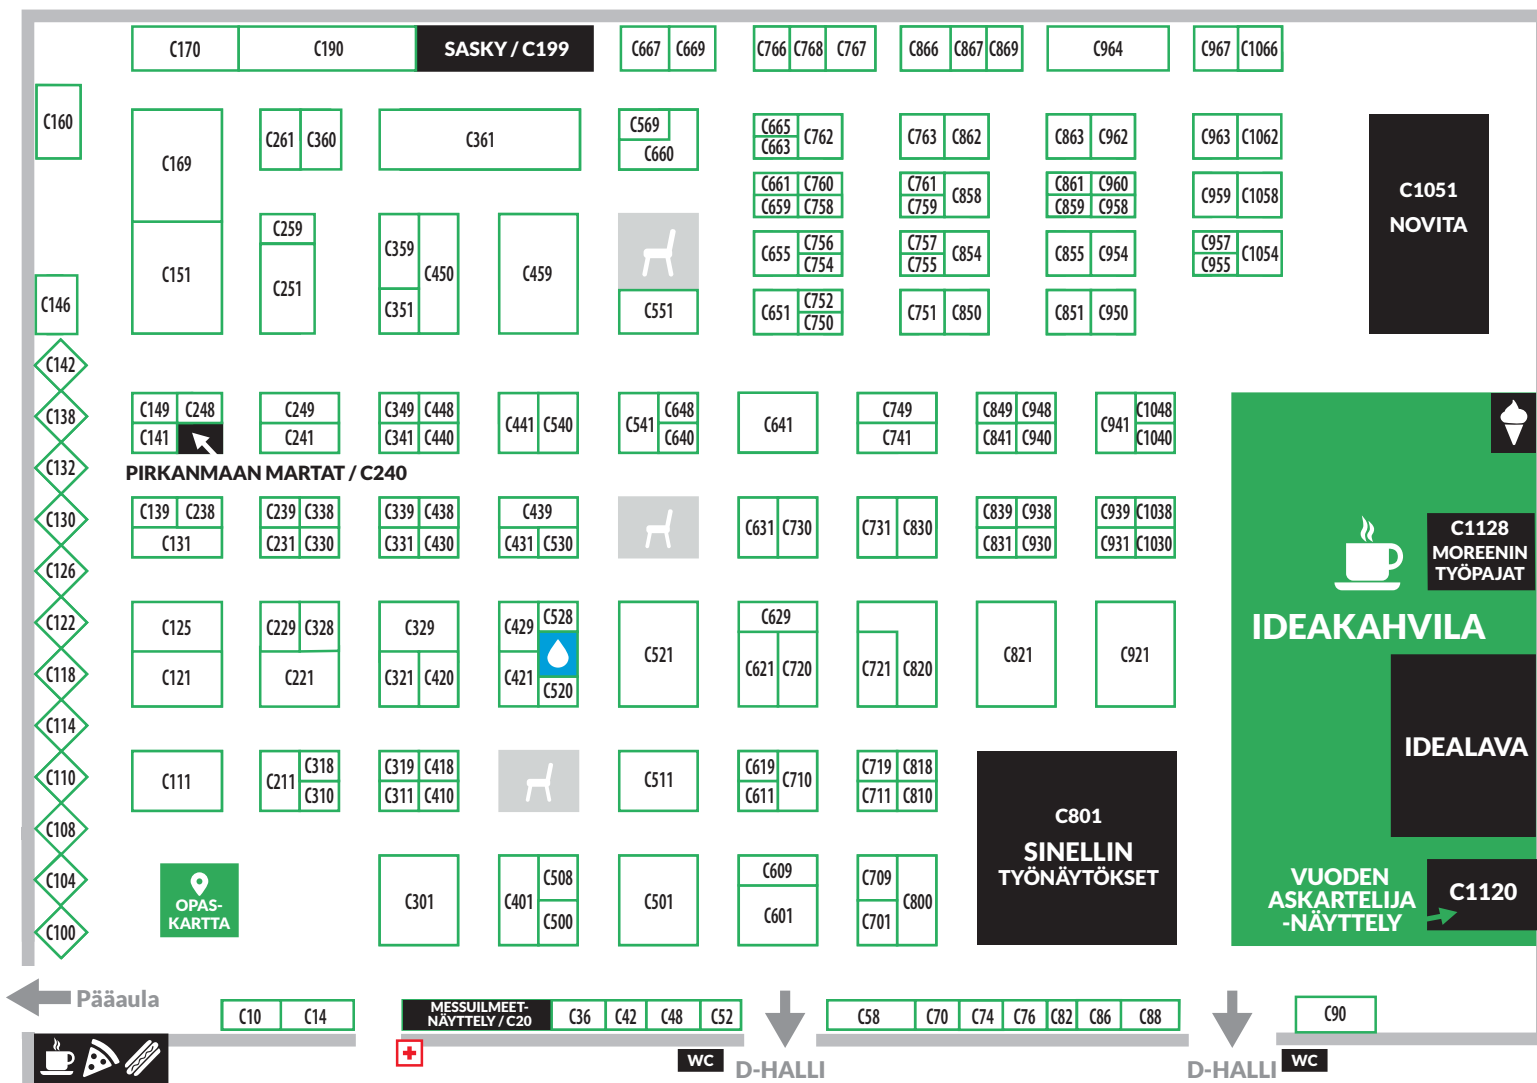 C170 C190 SASKY / C199 C667 C669 C766 C768 C767 C866 C867 C869 C964 C967 C1066
C160
C169 C261 C360 C361 C569 C660 C665 C663 C762 C763 C862 C863 C962 C963 C1062
C661 C760 C761 C858 C861 C960 C959 C1058
C659 C758 C759 C859 C958
C1051
NOVITA
C151 C259 C251 C359 C351 C450 C459 C551
C655 C756 C754 C757 C755 C854 C855 C954 C957 C955 C1054
C146
C651 C752 C750 C751 C850 C851 C950
C142
C138
C132
C130
C126
C122
C118
C114
C110
C108
C104
C100
C149 C248 C249 C349 C448 C441 C540 C541 C648 C641 C749 C849 C948 C941 C1048
C141 C241 C341 C440 C640 C741 C841 C940 C1040
PIRKANMAAN MARTAT / C240
C139 C238 C239 C338 C339 C438 C439 C631 C730 C731 C830 C839 C938 C939 C1038
C131 C231 C330 C331 C430 C431 C530 C831 C930 C931 C1030
C1128
MOREENIN
TYÖPAJAT
IDEAKAHVILA
C125 C229 C328 C329 C429 C528 C521 C629 C821 C921
C121 C221 C321 C420 C421 C520 C621 C720 C721 C820
IDEALAVA
C111 C211 C318 C319 C418 C511 C619 C710 C719 C818
C310 C311 C410 C611 C711 C810
C801
SINELLIN
TYÖNÄYTÖKSET
OPAS-
KARTTA
C301 C401 C508 C500 C501 C609 C601 C709 C701 C800
VUODEN
ASKARTELIJA
-NÄYTTELY
C1120
Pääaula
C10 C14
MESSUILMEET-
NÄYTTELY / C20
C36 C42 C48 C52 C58 C70 C74 C76 C82 C86 C88 C90
WC
D-HALLI
D-HALLI
WC